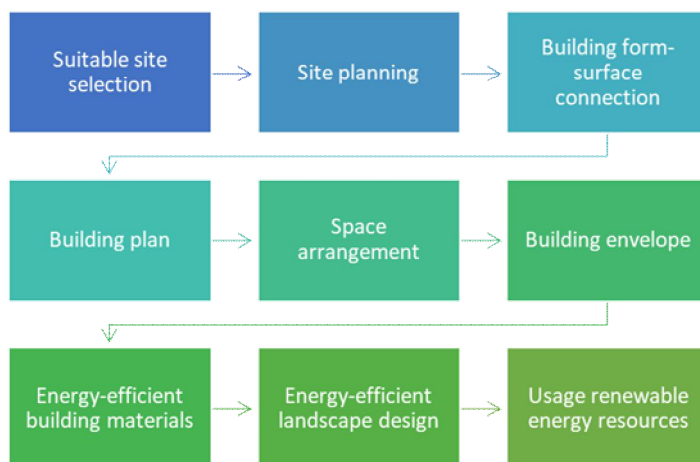 Suitable site
selection
Site planning
Building form-
surface
connection
Building plan
Space
arrangement
Building envelope
Energy-efficient
building materials
Energy-efficient
landscape design
Usage renewable
energy resources